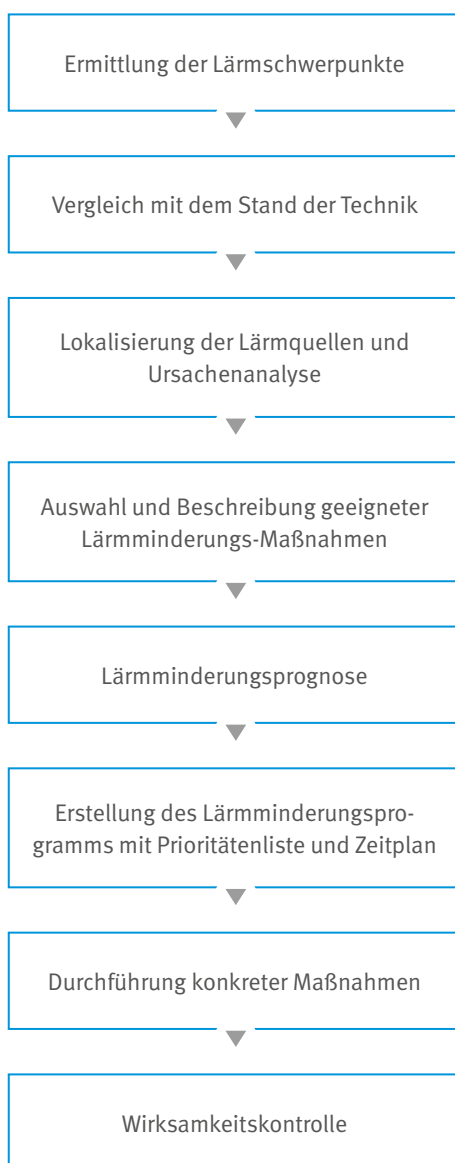 Ermittlung der Lärmschwerpunkte
Vergleich mit dem Stand der Technik
Lokalisierung der Lärmquellen und
Ursachenanalyse
Auswahl und Beschreibung geeigneter
Lärmminderungs-Maßnahmen
Lärmminderungsprognose
Erstellung des Lärmminderungspro-
gramms mit Prioritätenliste und Zeitplan
Durchführung konkreter Maßnahmen
Wirksamkeitskontrolle